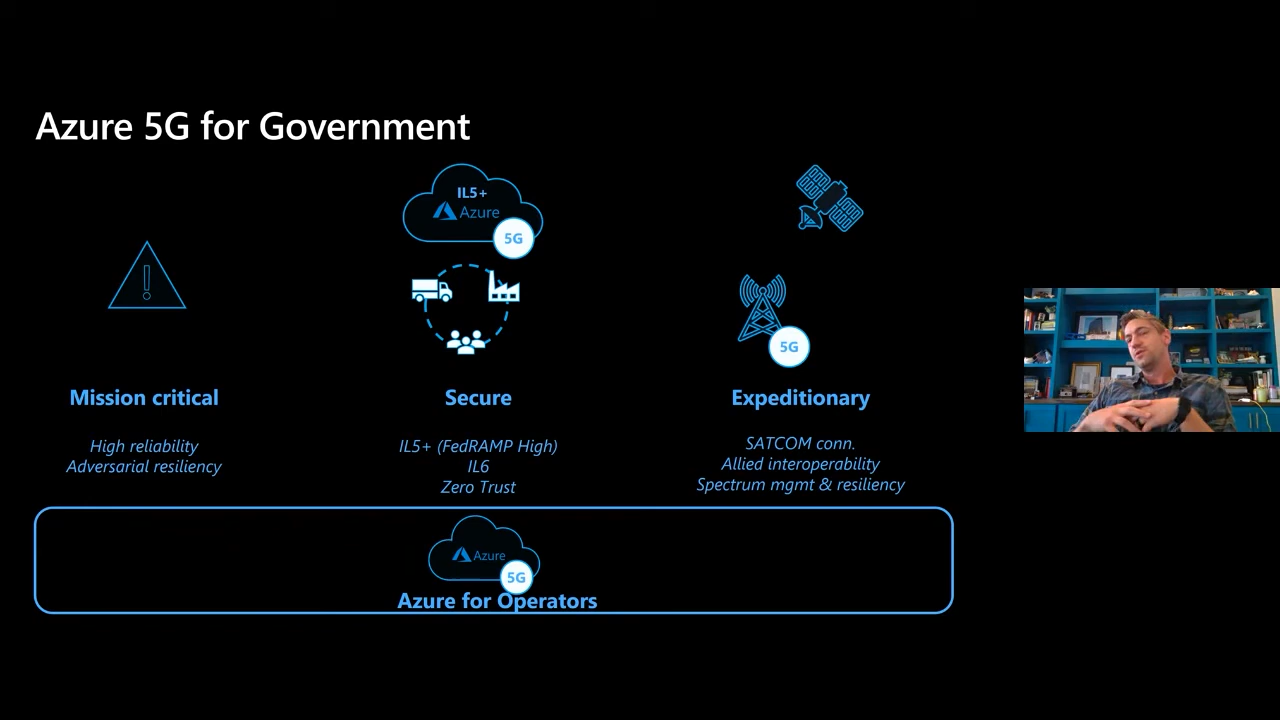 Azure 5G for Government
IL5+
Azure
5G
5G
Mission critical
High reliability
Adversarial resiliency
Secure
IL5+ (FedRAMP High)
IL6
Zero Trust
Expeditionary
SATCOM conn.
Allied interoperability
Spectrum mgmt & resiliency
Azure
5G
Azure for Operators